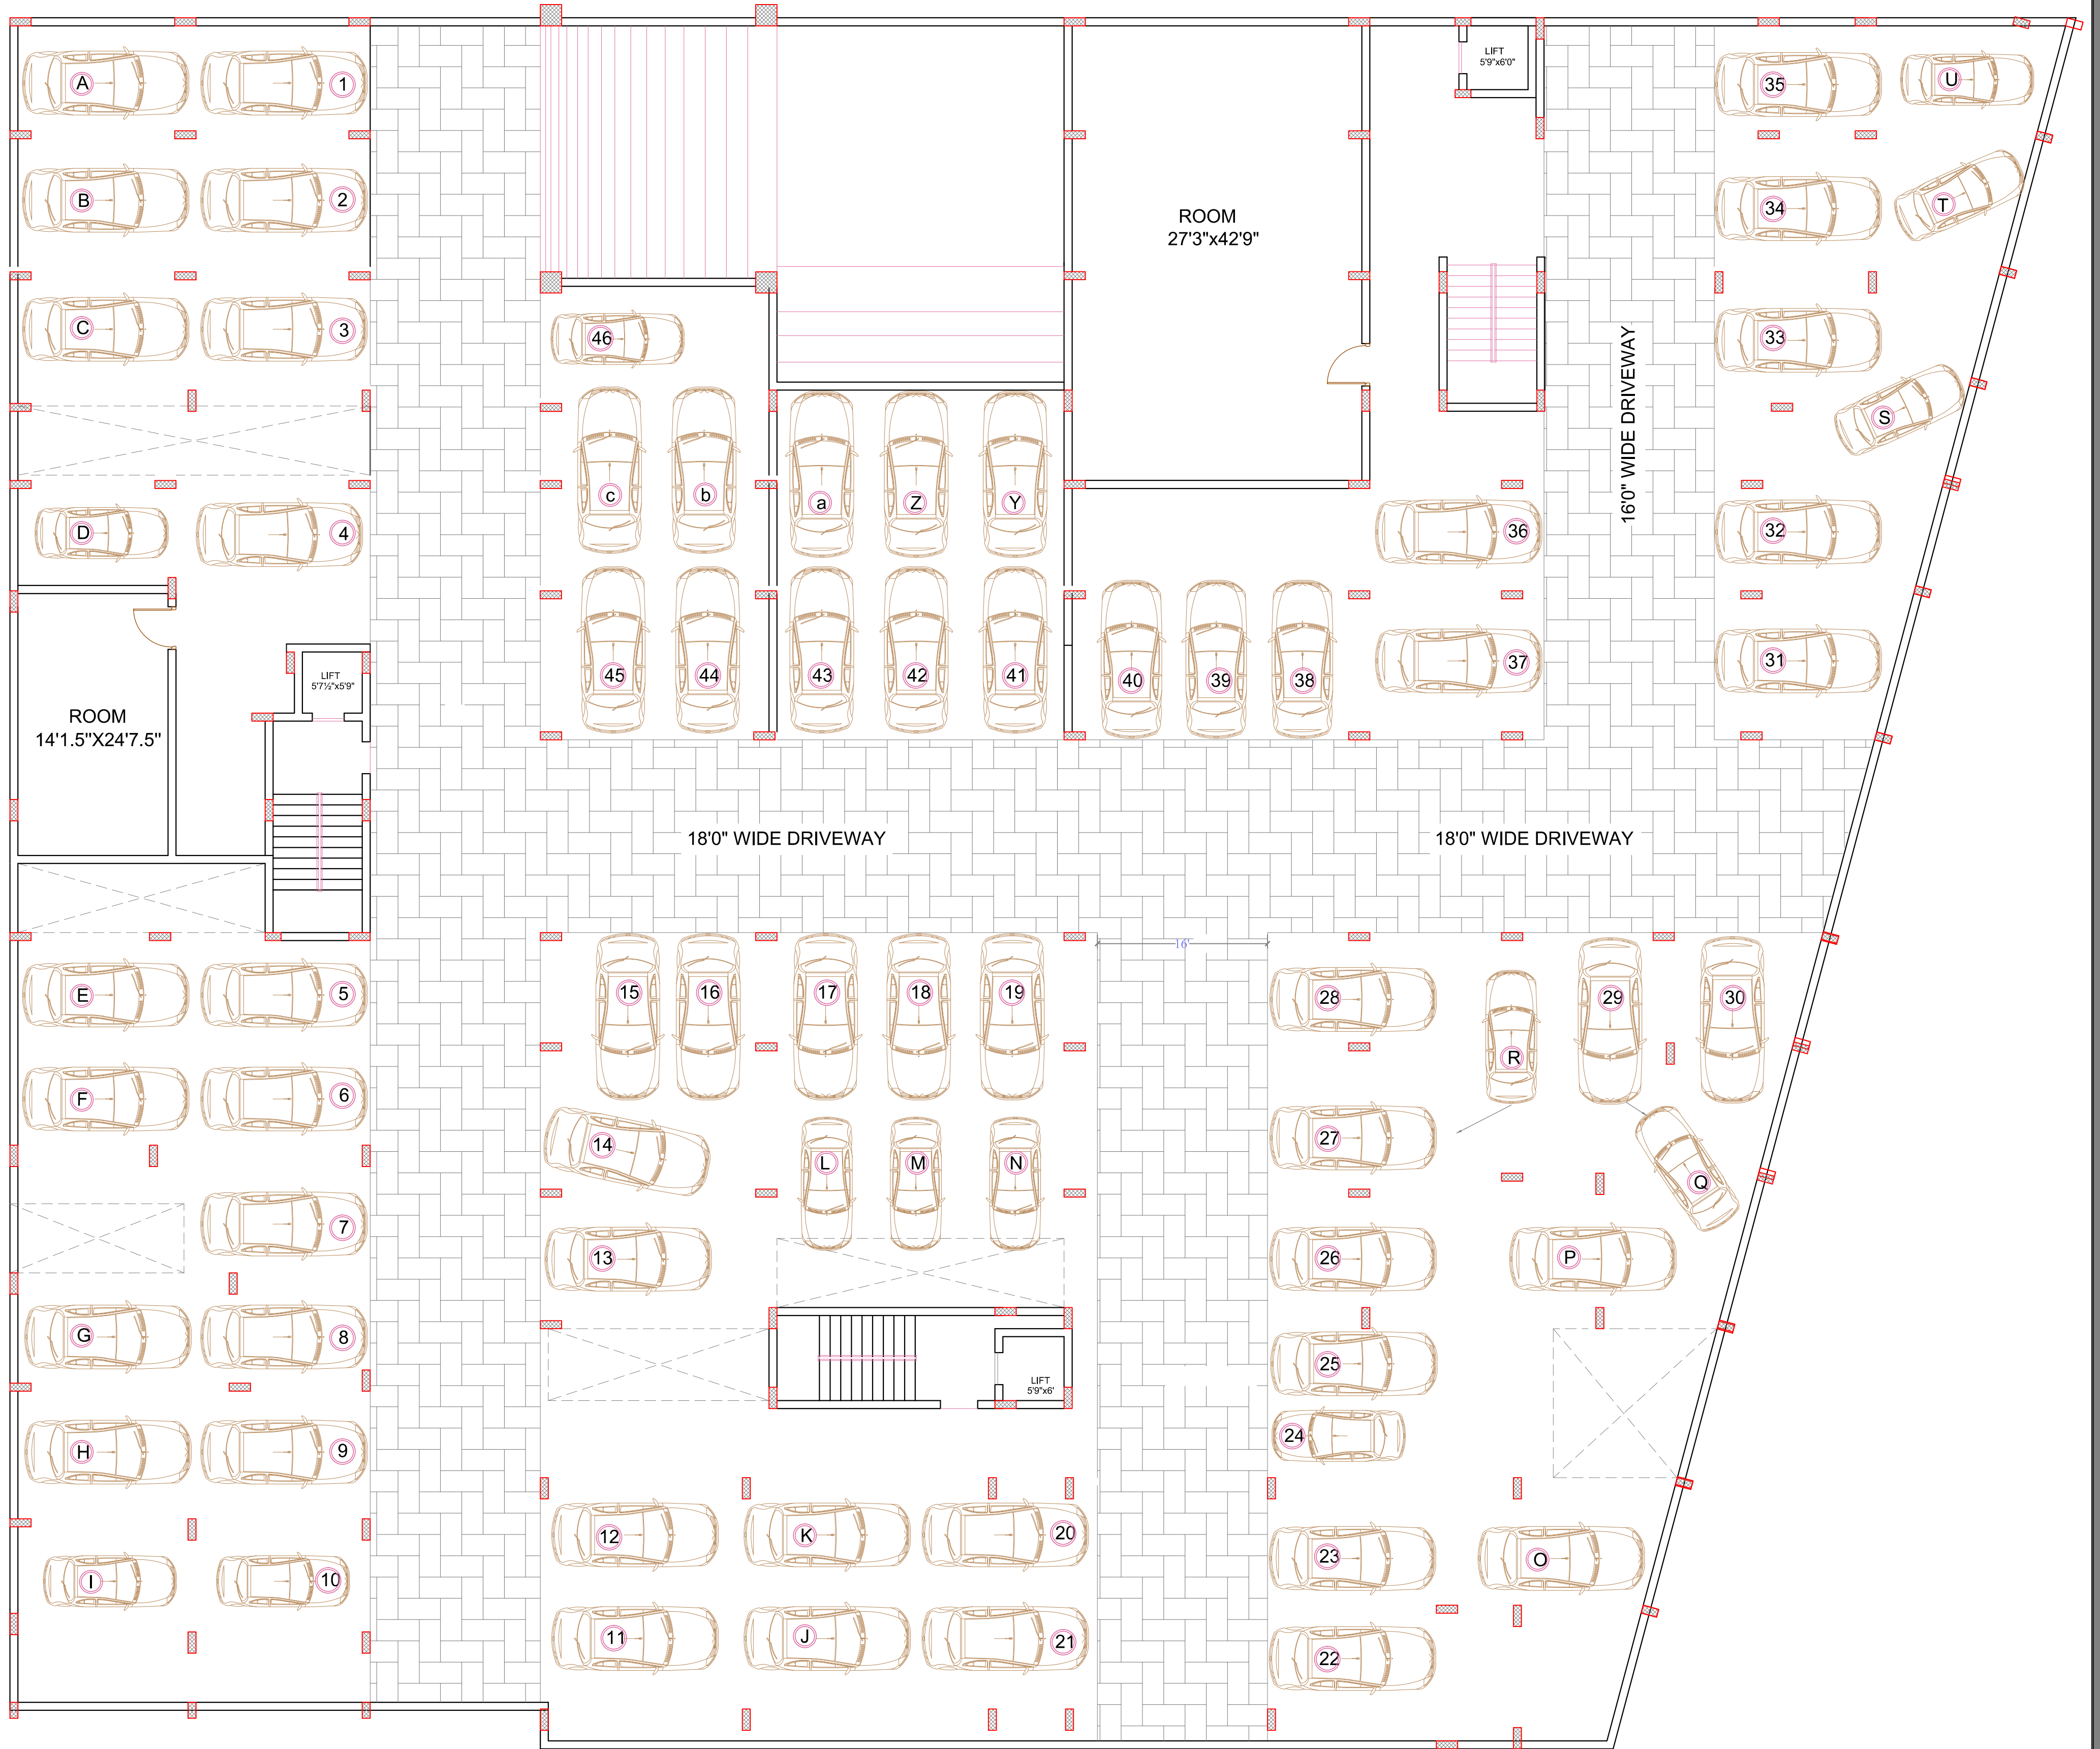 A
1
LIFT
5'9"x6'0"
35
U
B
2
ROOM
27'3"x42'9"
34
T
C
3
46
33
16'0" WIDE DRIVEWAY
S
D
4
c
b
a
Z
Y
36
32
ROOM
14'1.5"X24'7.5"
LIFT
5'7½"x5'9"
45
44
43
42
41
40
39
38
37
31
18'0" WIDE DRIVEWAY
18'0" WIDE DRIVEWAY
16'
E
5
15
16
17
18
19
28
R
29
30
F
6
14
L
M
N
27
Q
7
13
26
P
G
8
LIFT
5'9"x6'
25
H
9
24
I
10
12
K
20
23
O
11
J
21
22